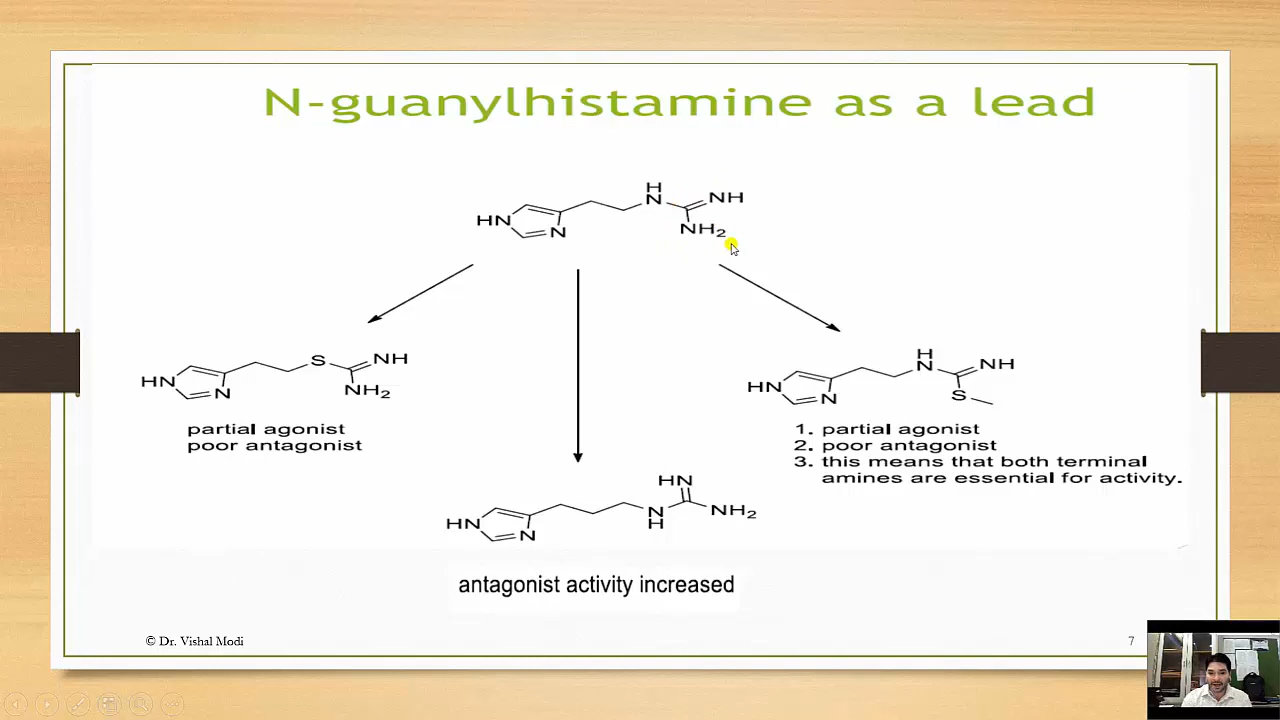 N-guanylhistamine as a lead
H
N
NH
HN
N
NH2
S
NH
HN
N
NH2
partial agonist
poor antagonist
H
N
NH
HN
N
S
1. partial agonist
2. poor antagonist
3. this means that both terminal
amines are essential for activity.
HN
HN
N
N
H
NH2
antagonist activity increased
© Dr. Vishal Modi
7